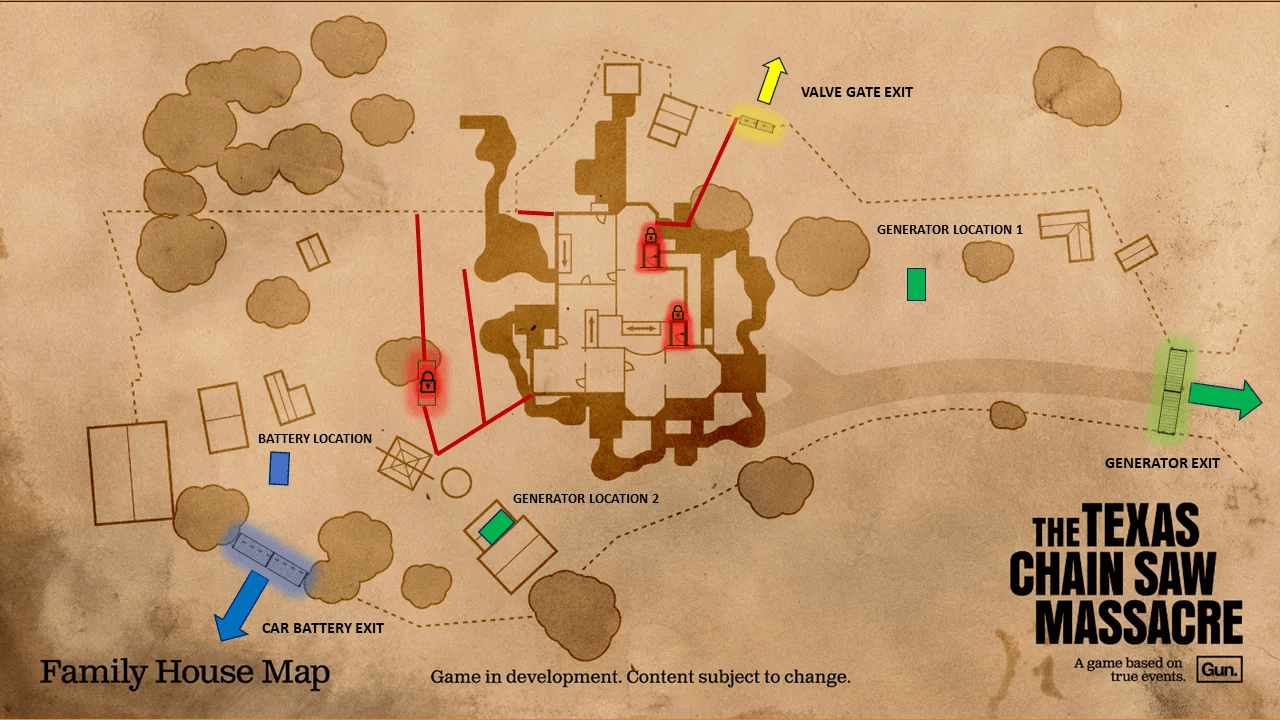 VALVE GATE EXIT
GENERATOR LOCATION 1
BATTERY LOCATION
GENERATOR EXIT
GENERATOR LOCATION 2
CAR BATTERY EXIT
THE TEXAS
CHAIN SAW
MASSACRE
A game based on
true events.
Gun.
Family House Map
Game in development. Content subject to change.